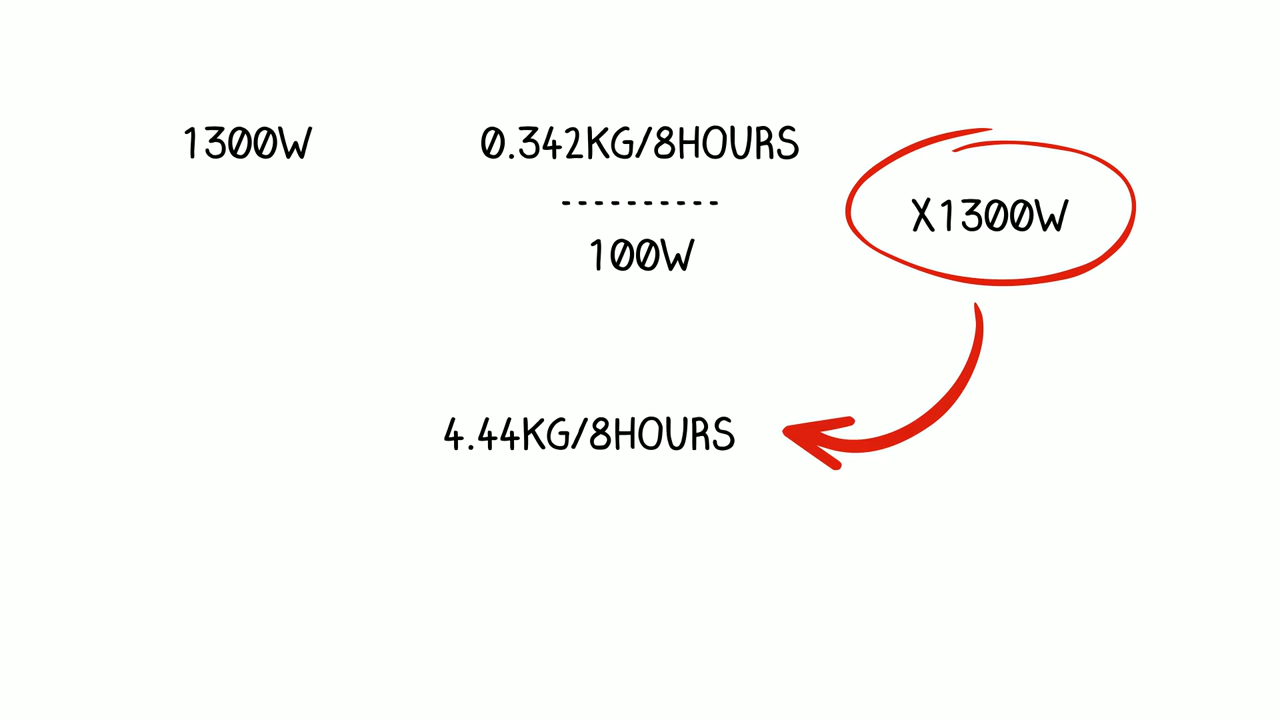 1300W
0.342KG/8HOURS
----------
100W
X1300W
4.44KG/8HOURS